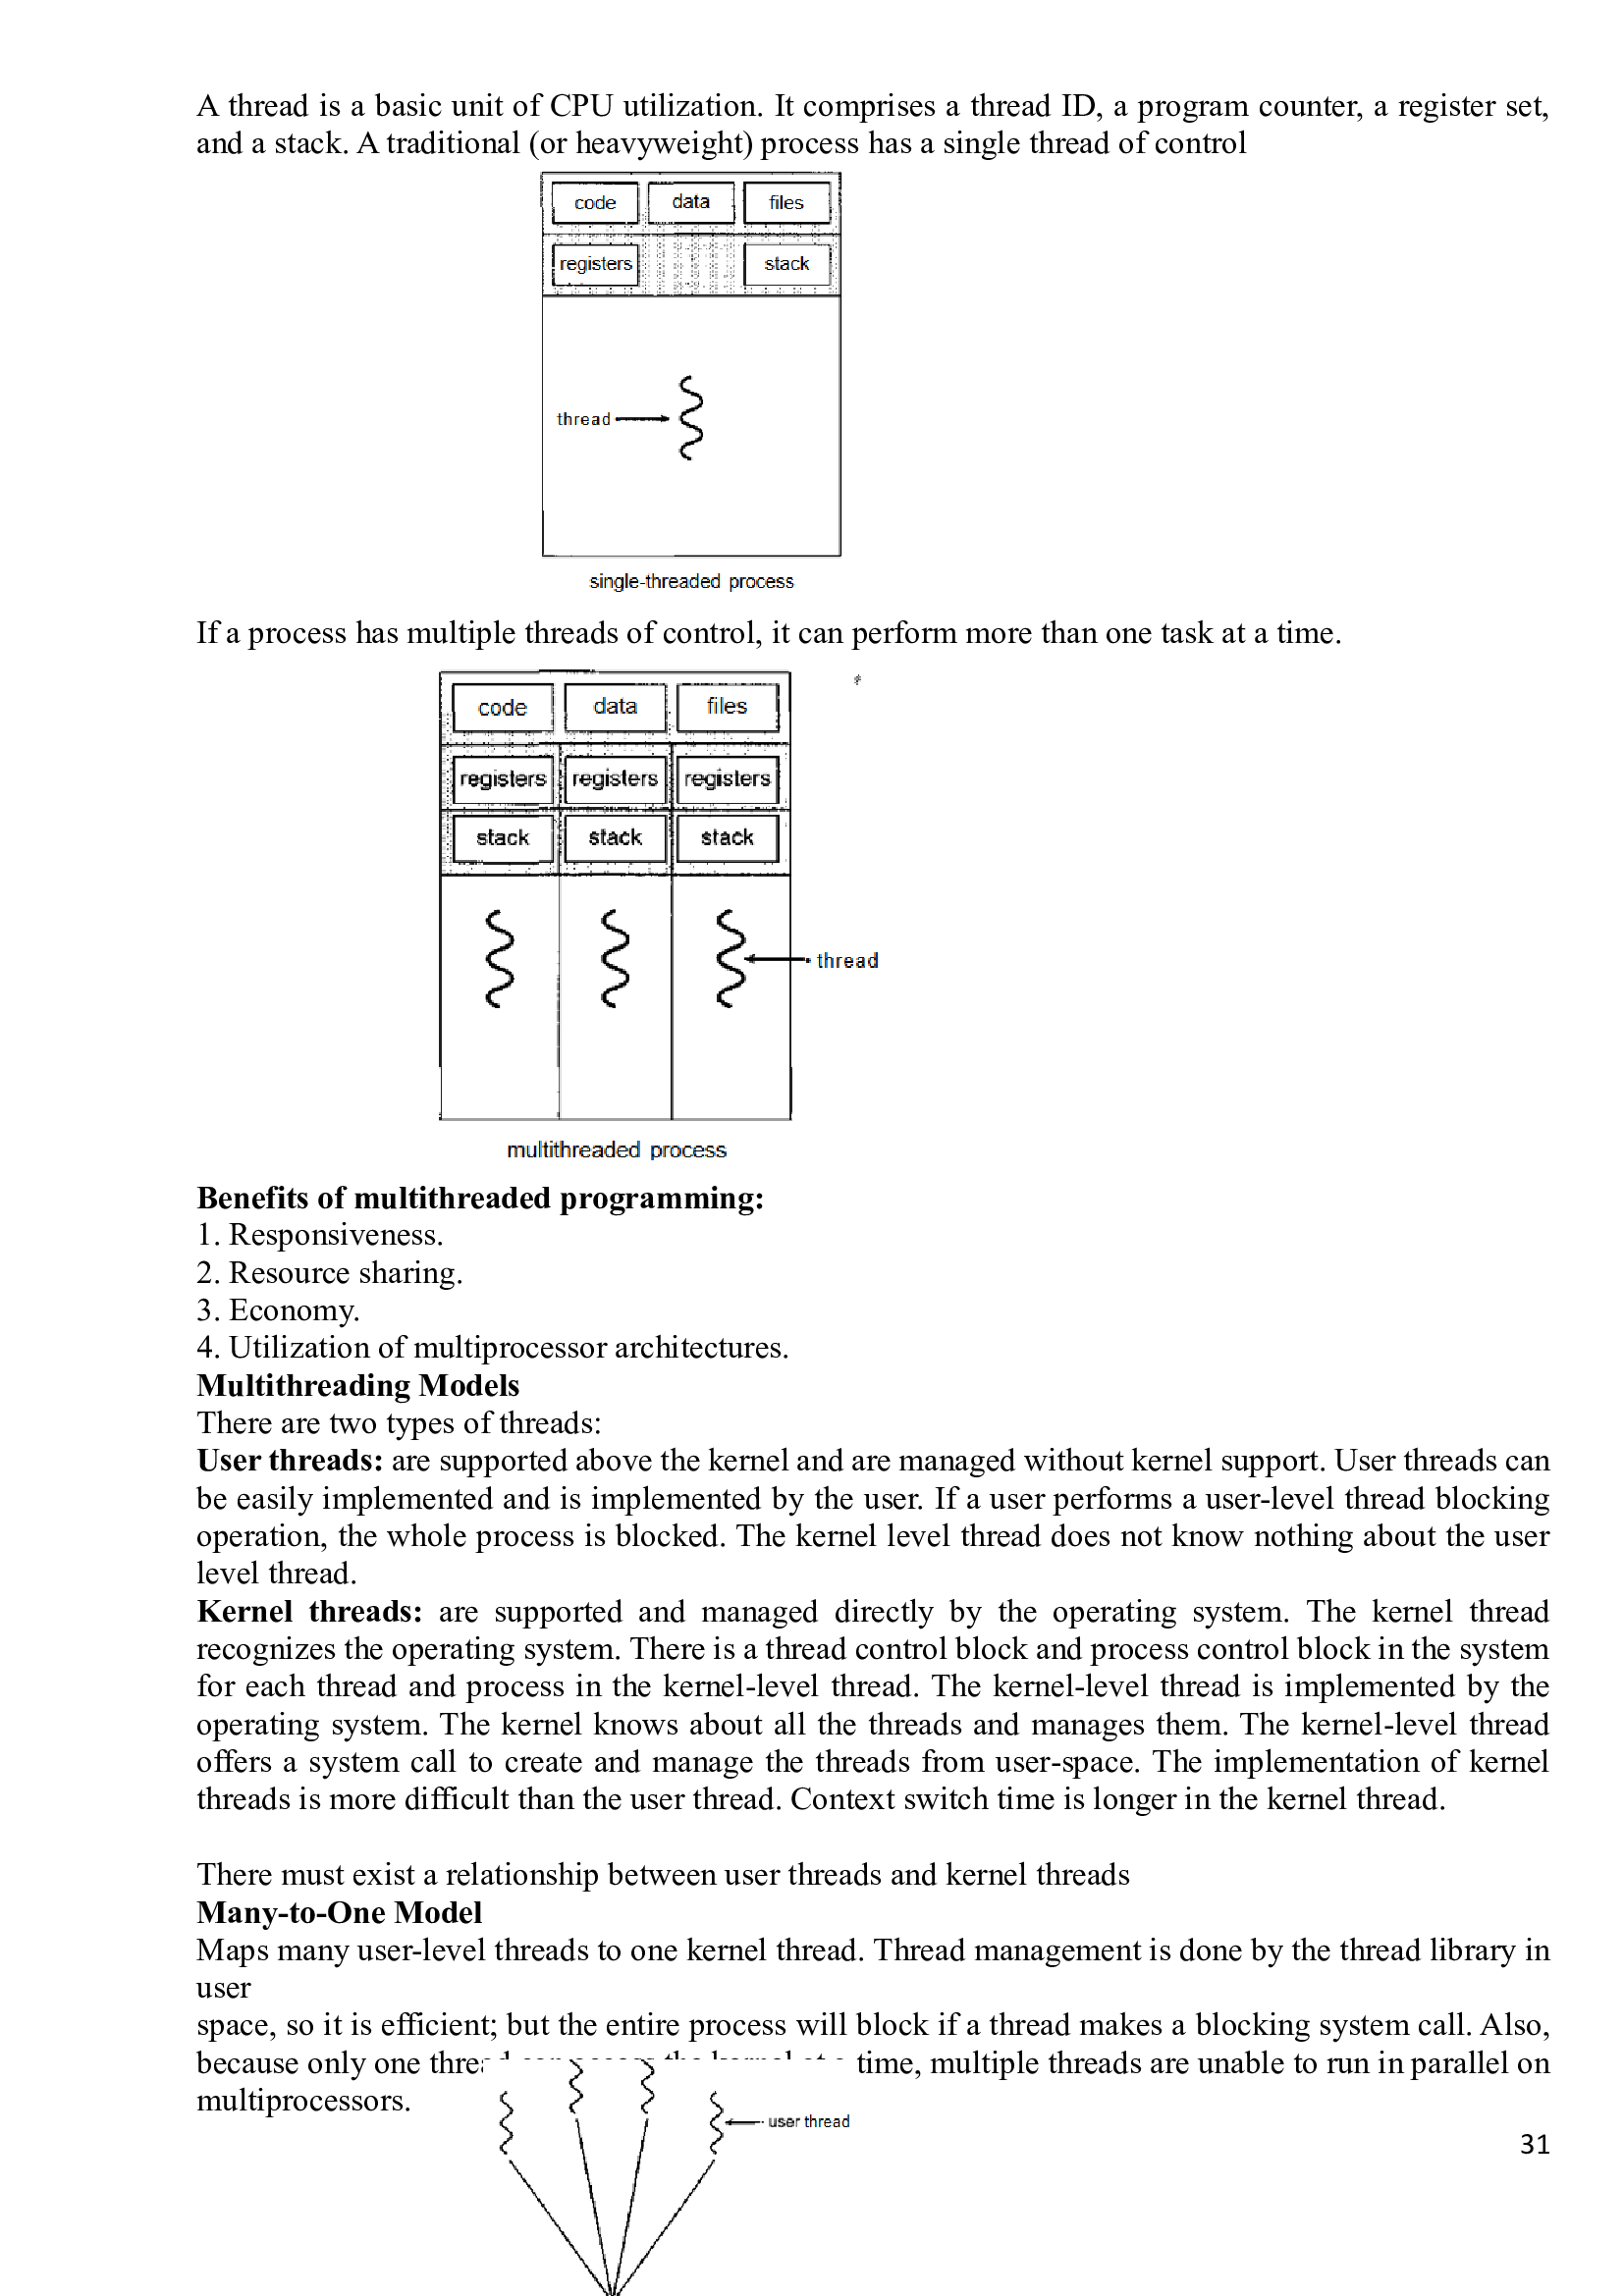 A thread is a basic unit of CPU utilization. It comprises a thread ID, a program counter, a register set,
and a stack. A traditional (or heavyweight) process has a single thread of control
code data files
registers stack
thread
single-threaded process
If a process has multiple threads of control, it can perform more than one task at a time.
code data files
registers registers registers
stack stack stack
thread
multithreaded process
Benefits of multithreaded programming:
1. Responsiveness.
2. Resource sharing.
3. Economy.
4. Utilization of multiprocessor architectures.
Multithreading Models
There are two types of threads:
User threads: are supported above the kernel and are managed without kernel support. User threads can
be easily implemented and is implemented by the user. If a user performs a user-level thread blocking
operation, the whole process is blocked. The kernel level thread does not know nothing about the user
level thread.
Kernel threads: are supported and managed directly by the operating system. The kernel thread
recognizes the operating system. There is a thread control block and process control block in the system
for each thread and process in the kernel-level thread. The kernel-level thread is implemented by the
operating system. The kernel knows about all the threads and manages them. The kernel-level thread
offers a system call to create and manage the threads from user-space. The implementation of kernel
threads is more difficult than the user thread. Context switch time is longer in the kernel thread.
There must exist a relationship between user threads and kernel threads
Many-to-One Model
Maps many user-level threads to one kernel thread. Thread management is done by the thread library in
user
space, so it is efficient; but the entire process will block if a thread makes a blocking system call. Also,
because only one time, multiple threads are unable to run in parallel on
multiprocessors.
user thread
31